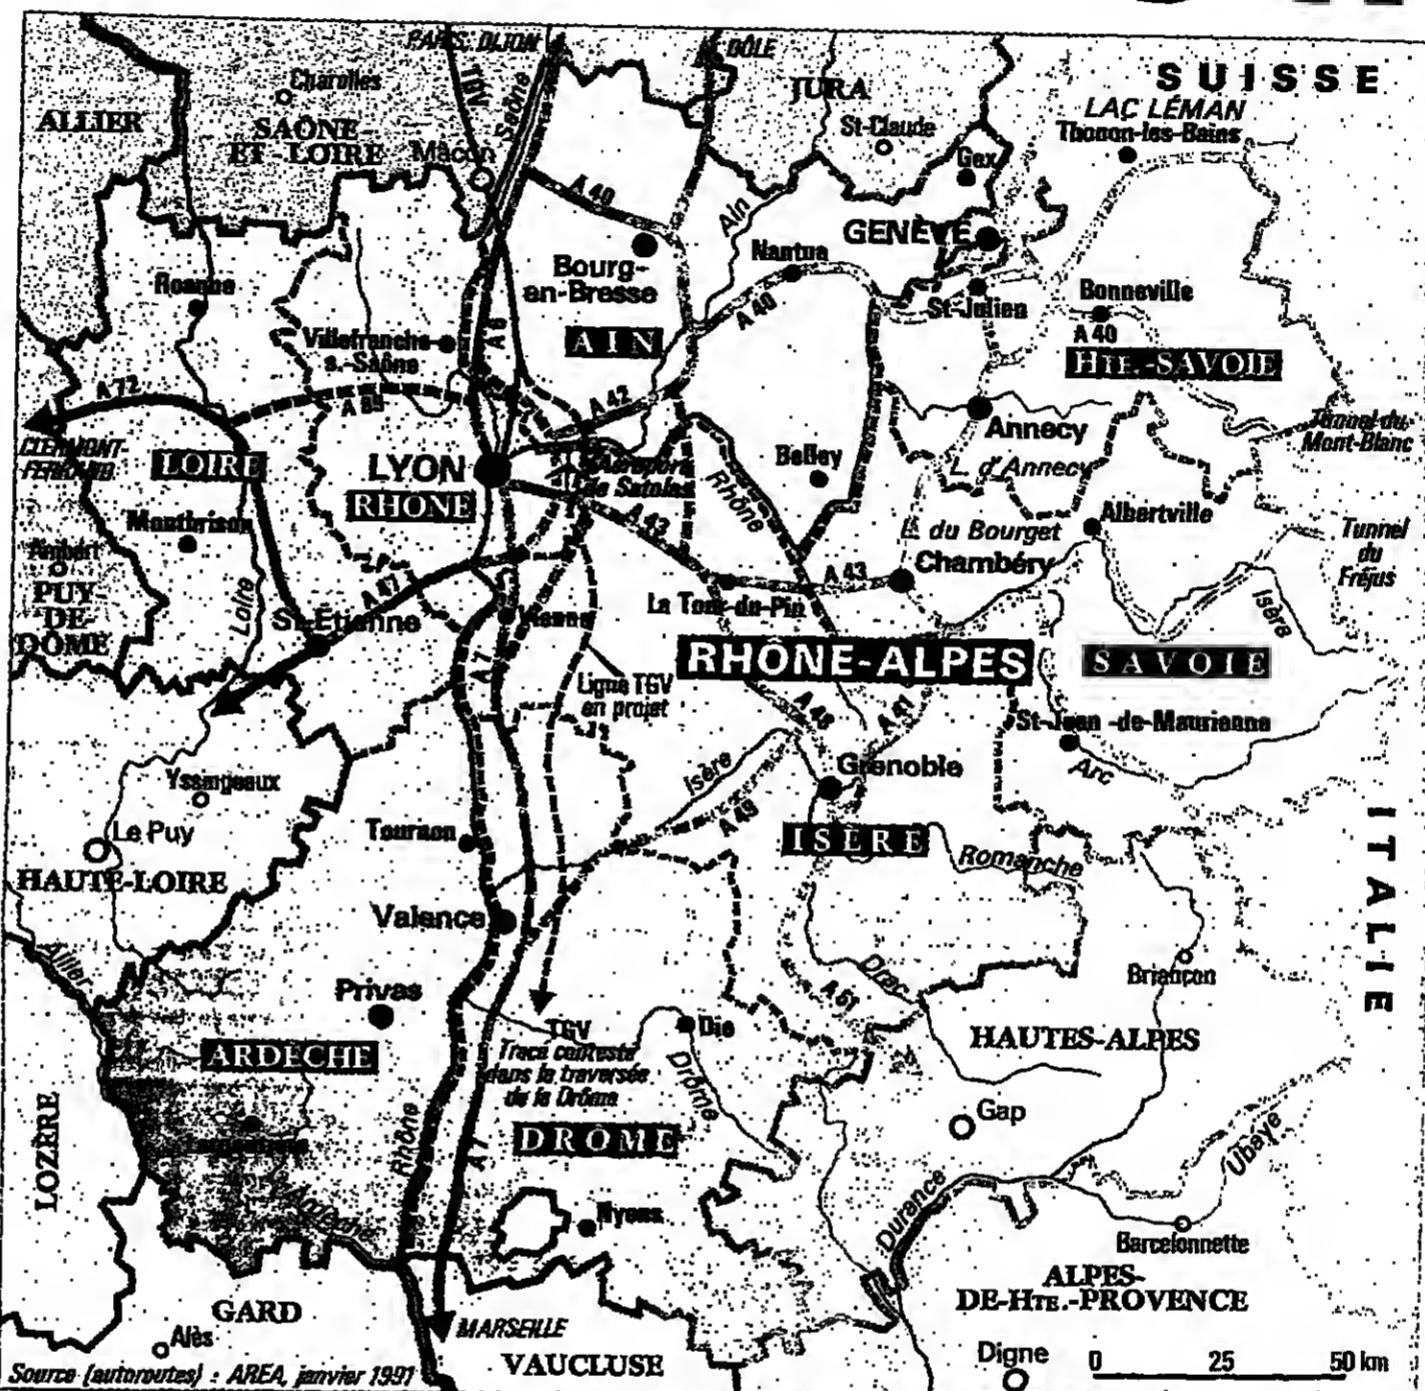 PARIS, DIJON
DÔLE
TGV
Saône
SUISSE
LAC LÉMAN
Thonon-les-Bains
Charolles
ALLIER
SAÔNE-
ET-LOIRE
Mâcon
JURA
St-Claude
Gex
A 40
Ain
GENÈVE
Nantua
Bourg-
en-Bresse
A 40
St-Julien
Bonneville
A 40
Roanne
Villefranche-
s.-Saône
A 6
AIN
HTE.-SAVOIE
A 72
A 89
A 42
Annecy
Tunnel du
Mont-Blanc
CLERMONT-
FERRAND
LOIRE
LYON
RHÔNE
Aéroport
de Satolas
Rhône
Belley
L. d'Annecy
Montbrison
A 43
L. du Bourget
Albertville
Tunnel
du
Fréjus
Ambert
PUY-
DE-
DÔME
Loire
A 47
St-Étienne
Chambéry
A 43
La Tour-du-Pin
Isère
A 7
RHÔNE-ALPES
SAVOIE
Ligne TGV
en projet
A 48
A 41
St-Jean-de-Maurienne
Arc
Yssingeaux
Isère
Grenoble
Le Puy
Tournon
A 49
ISÈRE
Romanche
ITALIE
HAUTE-LOIRE
Valence
Allier
Privas
Drac
A 51
Briançon
ARDÈCHE
TGV
Tracé contesté
dans la traversée
de la Drôme
Die
Drôme
HAUTES-ALPES
LOZÈRE
Rhône
A 7
DRÔME
Gap
Ubaye
Ardèche
Nyons
Durance
Barcelonnette
GARD
ALPES-
DE-HTE.-PROVENCE
Alès
MARSEILLE
VAUCLUSE
Digne
0 25 50 km
Source (autoroutes) : AREA, janvier 1991